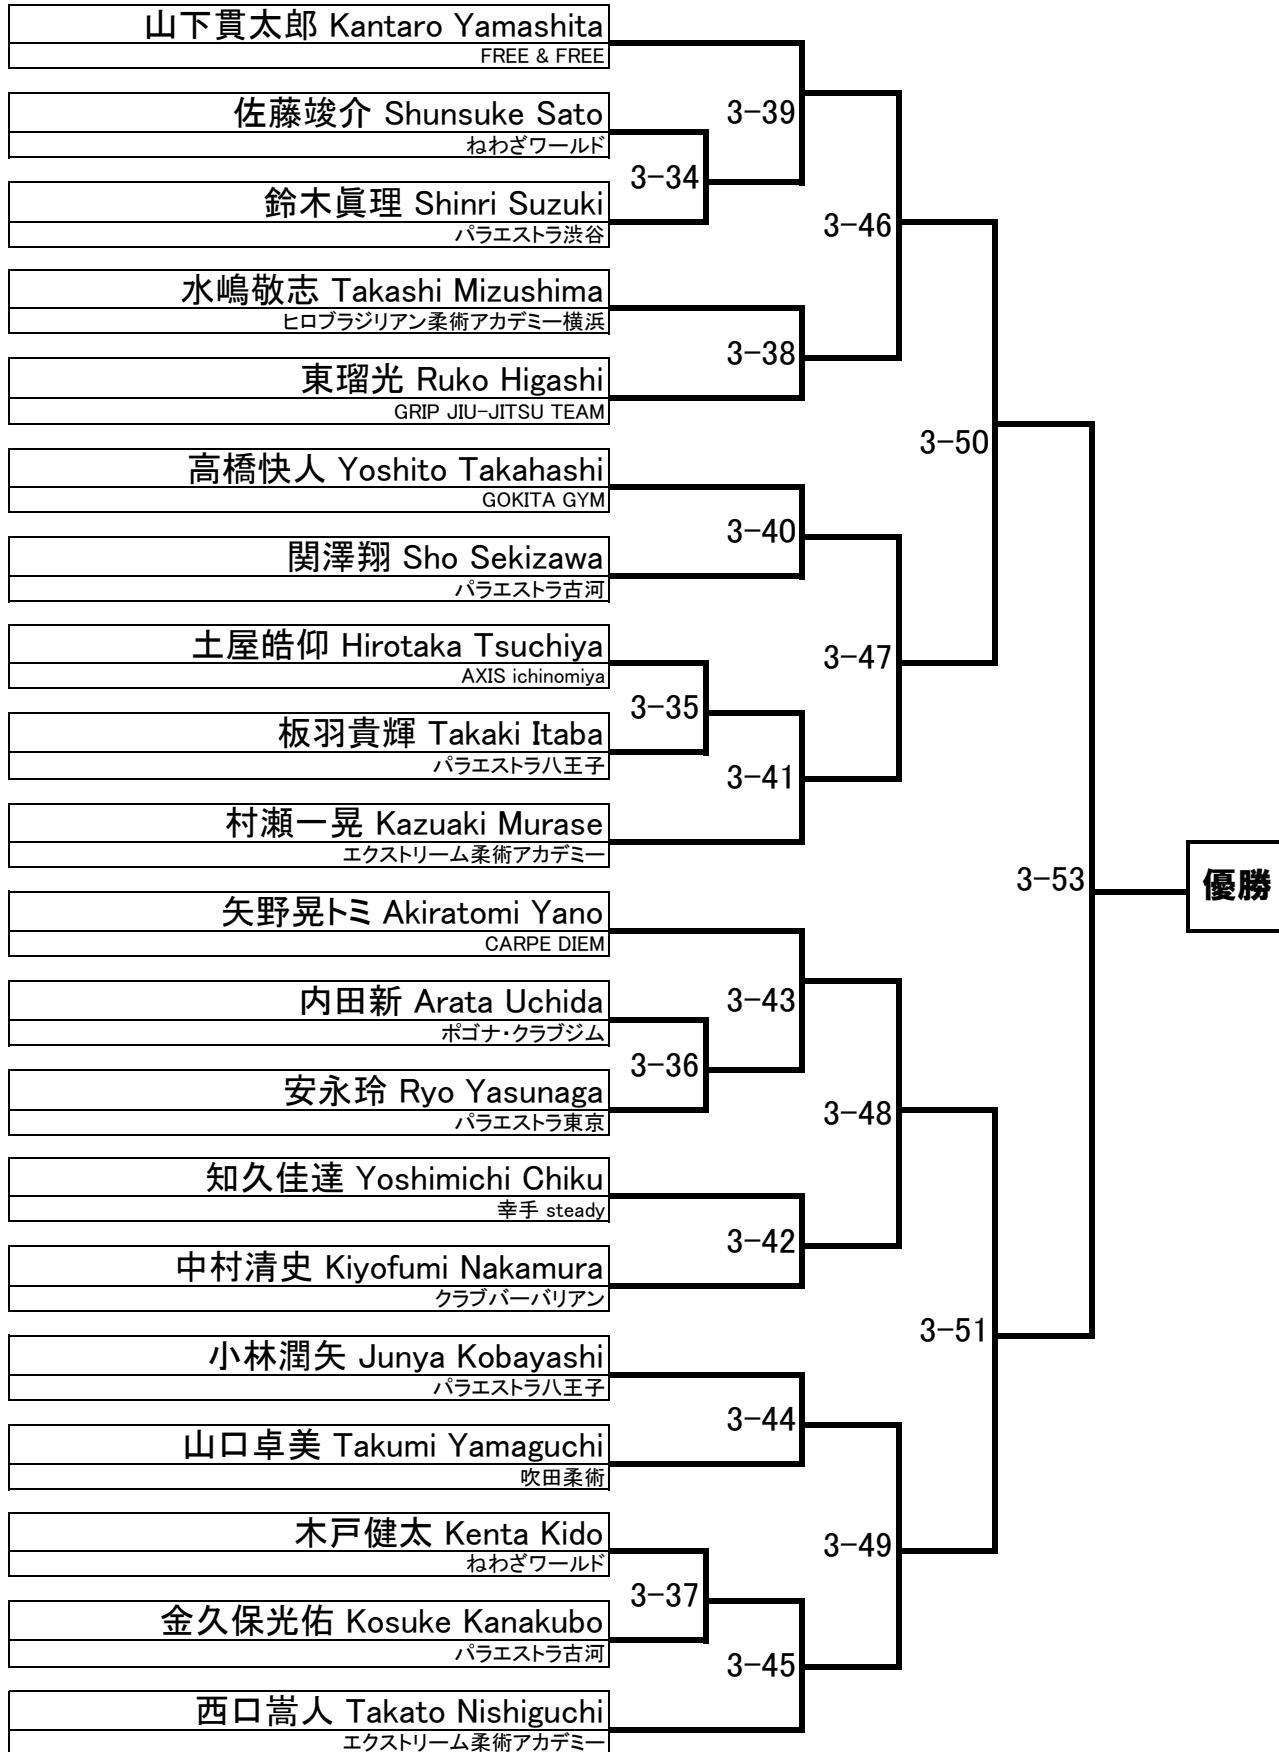 山下貫太郎 Kantaro Yamashita
FREE & FREE
佐藤竣介 Shunsuke Sato
ねわざワールド
鈴木眞理 Shinri Suzuki
パラエストラ渋谷
水嶋敬志 Takashi Mizushima
ヒロブラジリアン柔術アカデミー横浜
東瑠光 Ruko Higashi
GRIP JIU-JITSU TEAM
高橋快人 Yoshito Takahashi
GOKITA GYM
関澤翔 Sho Sekizawa
パラエストラ古河
土屋皓仰 Hirotaka Tsuchiya
AXIS ichinomiya
板羽貴輝 Takaki Itaba
パラエストラ八王子
村瀬一晃 Kazuaki Murase
エクストリーム柔術アカデミー
矢野晃トミ Akiratomi Yano
CARPE DIEM
内田新 Arata Uchida
ポゴナ・クラブジム
安永玲 Ryo Yasunaga
パラエストラ東京
知久佳達 Yoshimichi Chiku
幸手 steady
中村清史 Kiyofumi Nakamura
クラブバーバリアン
小林潤矢 Junya Kobayashi
パラエストラ八王子
山口卓美 Takumi Yamaguchi
吹田柔術
木戸健太 Kenta Kido
ねわざワールド
金久保光佑 Kosuke Kanakubo
パラエストラ古河
西口嵩人 Takato Nishiguchi
エクストリーム柔術アカデミー
3-34
3-35
3-36
3-37
3-39
3-38
3-40
3-41
3-43
3-42
3-44
3-45
3-46
3-47
3-48
3-49
3-50
3-51
3-53
優勝